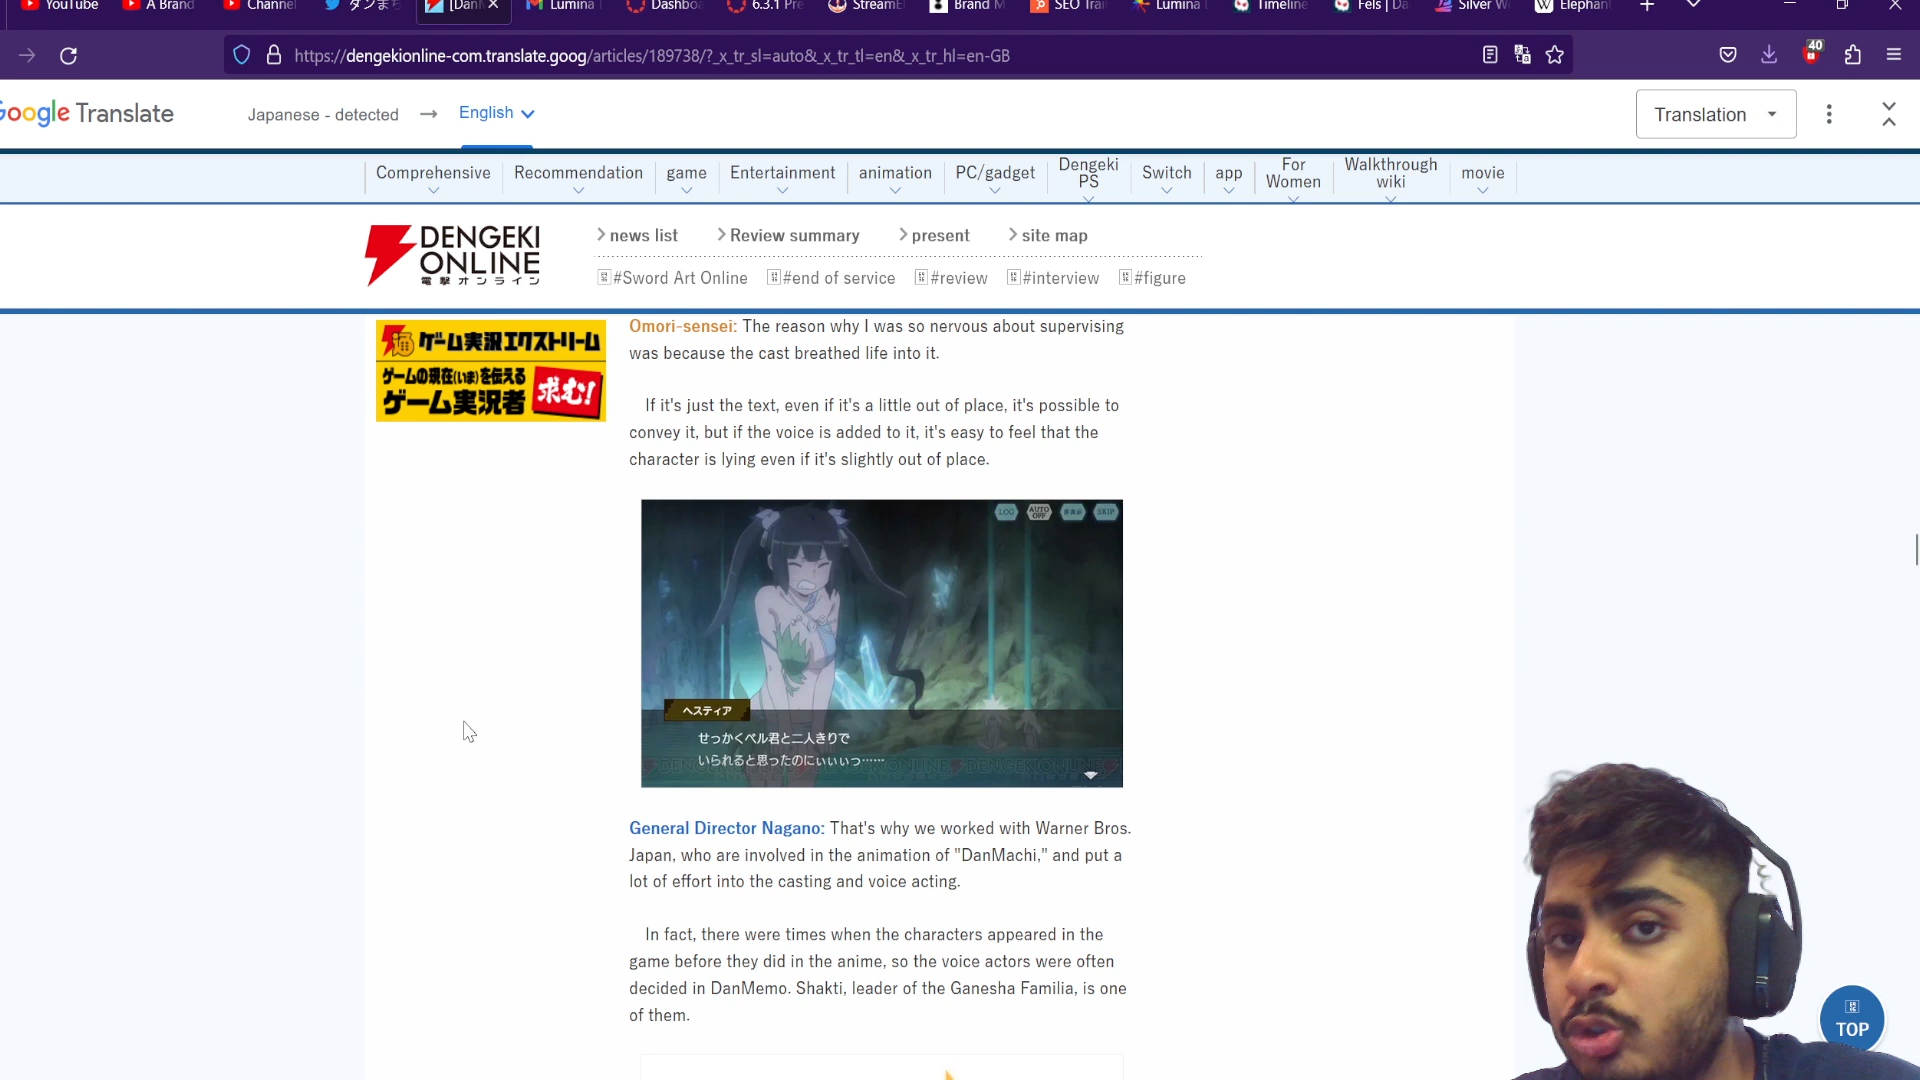 YouTube
A Brand
Channel
ダンまち
[Dan
Lumina
Dashboa
6.3.1 Pre
StreamE
Brand M
SEO Trai
Lumina
Timeline
Fels | Da
Silver W
Elephant
https://dengekionline-com.translate.goog/articles/189738/?_x_tr_sl=auto&_x_tr_tl=en&_x_tr_hl=en-GB
40
Google Translate
Japanese - detected → English
Translation
Comprehensive
Recommendation
game
Entertainment
animation
PC/gadget
Dengeki
PS
Switch
app
For
Women
Walkthrough
wiki
movie
DENGEKI
ONLINE
電撃オンライン
news list
Review summary
present
site map
#Sword Art Online
#end of service
#review
#interview
#figure
ゲーム実況エクストリーム
ゲームの現在(いま)を伝える
ゲーム実況者
求む!
Omori-sensei: The reason why I was so nervous about supervising
was because the cast breathed life into it.
If it's just the text, even if it's a little out of place, it's possible to
convey it, but if the voice is added to it, it's easy to feel that the
character is lying even if it's slightly out of place.
LOG
AUTO
OFF
SKIP
ヘスティア
せっかくベル君と二人きりで
いられると思ったのにぃぃぃっ……
General Director Nagano: That's why we worked with Warner Bros.
Japan, who are involved in the animation of "DanMachi," and put a
lot of effort into the casting and voice acting.
In fact, there were times when the characters appeared in the
game before they did in the anime, so the voice actors were often
decided in DanMemo. Shakti, leader of the Ganesha Familia, is one
of them.
TOP